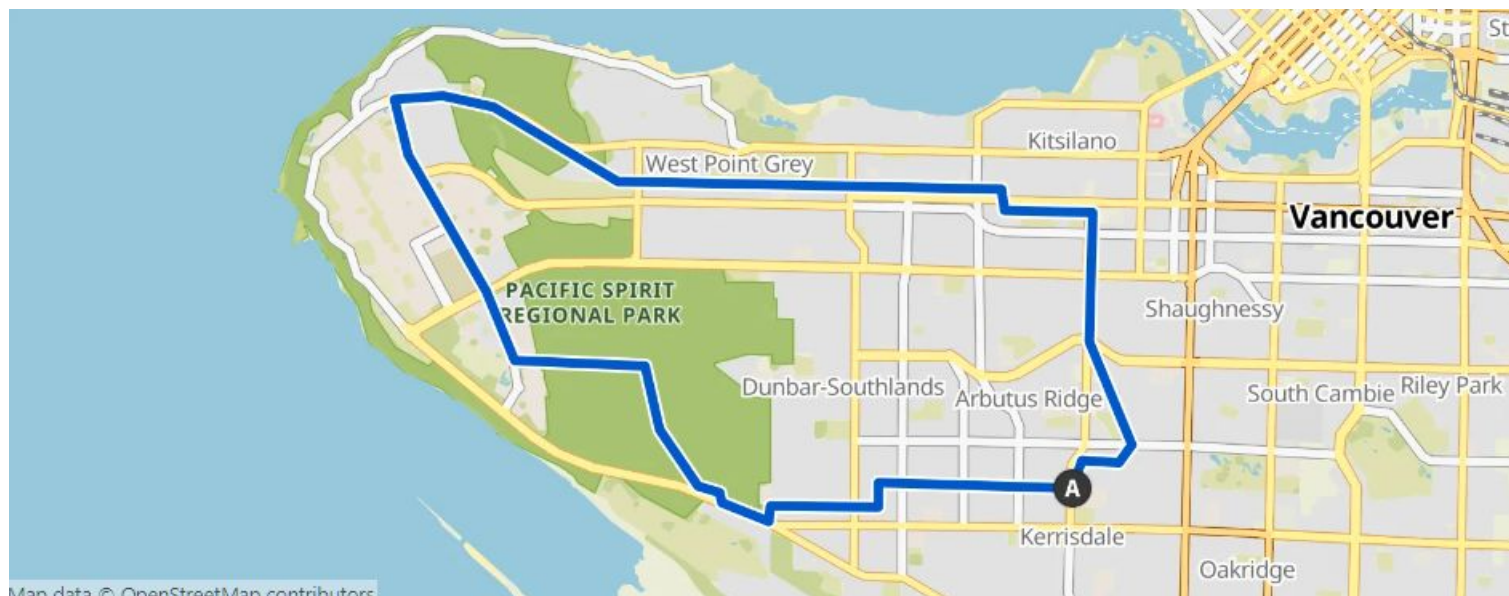 St
Kitsilano
West Point Grey
Vancouver
PACIFIC SPIRIT
REGIONAL PARK
Shaughnessy
Dunbar-Southlands
Arbutus Ridge
South Cambie
Riley Park
A
Kerrisdale
Oakridge
Map data © OpenStreetMap contributors